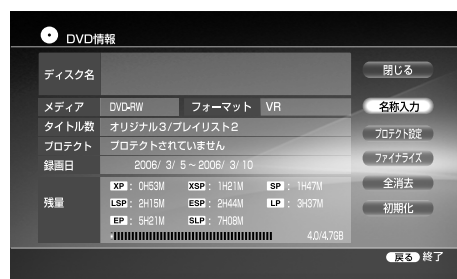 DVD情報
ディスク名
閉じる
メディア DVD-RW フォーマット VR
名称入力
タイトル数 オリジナル3/プレイリスト2
プロテクト設定
プロテクト プロテクトされていません
ファイナライズ
録画日 2006/ 3/ 5~2006/ 3/ 10
全消去
残量 XP : 0H53M XSP : 1H21M SP : 1H47M
初期化
LSP : 2H15M ESP : 2H44M LP : 3H37M
EP : 5H21M SLP : 7H08M
4.0/4.7GB
戻る 終了